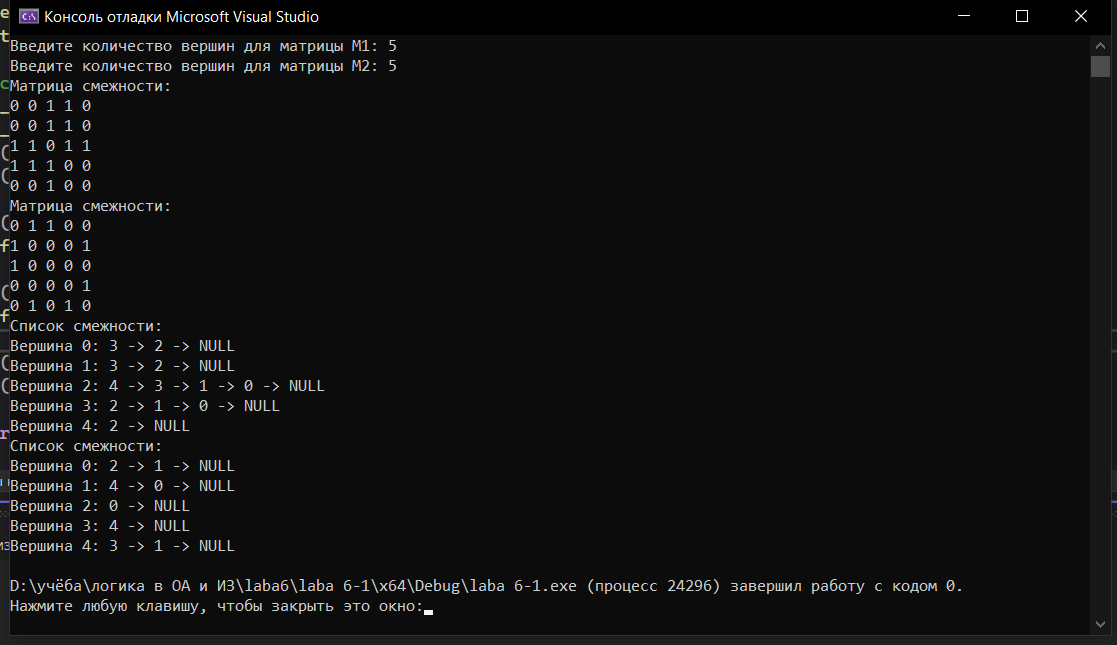 Консоль отладки Microsoft Visual Studio
Введите количество вершин для матрицы M1: 5
Введите количество вершин для матрицы M2: 5
Матрица смежности:
0 0 1 1 0
0 0 1 1 0
1 1 0 1 1
1 1 1 0 0
0 0 1 0 0
Матрица смежности:
0 1 1 0 0
1 0 0 0 1
1 0 0 0 0
0 0 0 0 1
0 1 0 1 0
Список смежности:
Вершина 0: 3 -> 2 -> NULL
Вершина 1: 3 -> 2 -> NULL
Вершина 2: 4 -> 3 -> 1 -> 0 -> NULL
Вершина 3: 2 -> 1 -> 0 -> NULL
Вершина 4: 2 -> NULL
Список смежности:
Вершина 0: 2 -> 1 -> NULL
Вершина 1: 4 -> 0 -> NULL
Вершина 2: 0 -> NULL
Вершина 3: 4 -> NULL
Вершина 4: 3 -> 1 -> NULL
D:\учёба\логика в ОА и ИЗ\laba6\laba 6-1\x64\Debug\laba 6-1.exe (процесс 24296) завершил работу с кодом 0.
Нажмите любую клавишу, чтобы закрыть это окно: